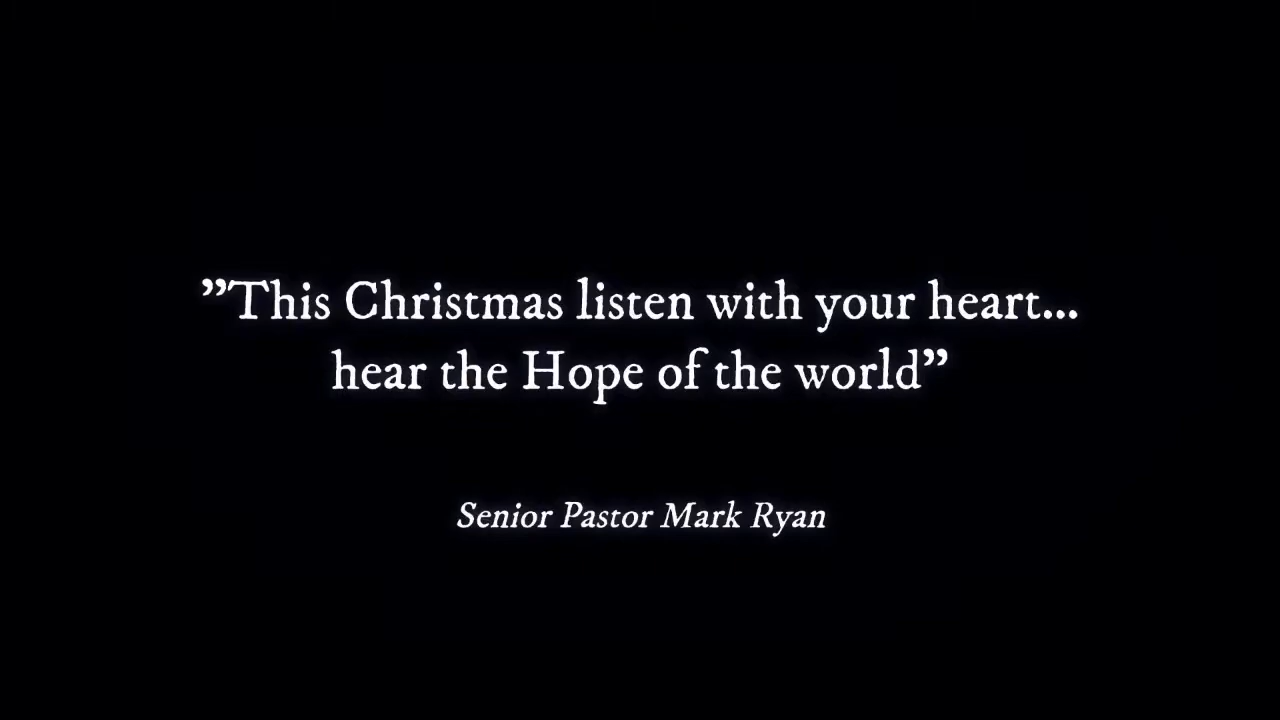 ”This Christmas listen with your heart...
hear the Hope of the world”
Senior Pastor Mark Ryan